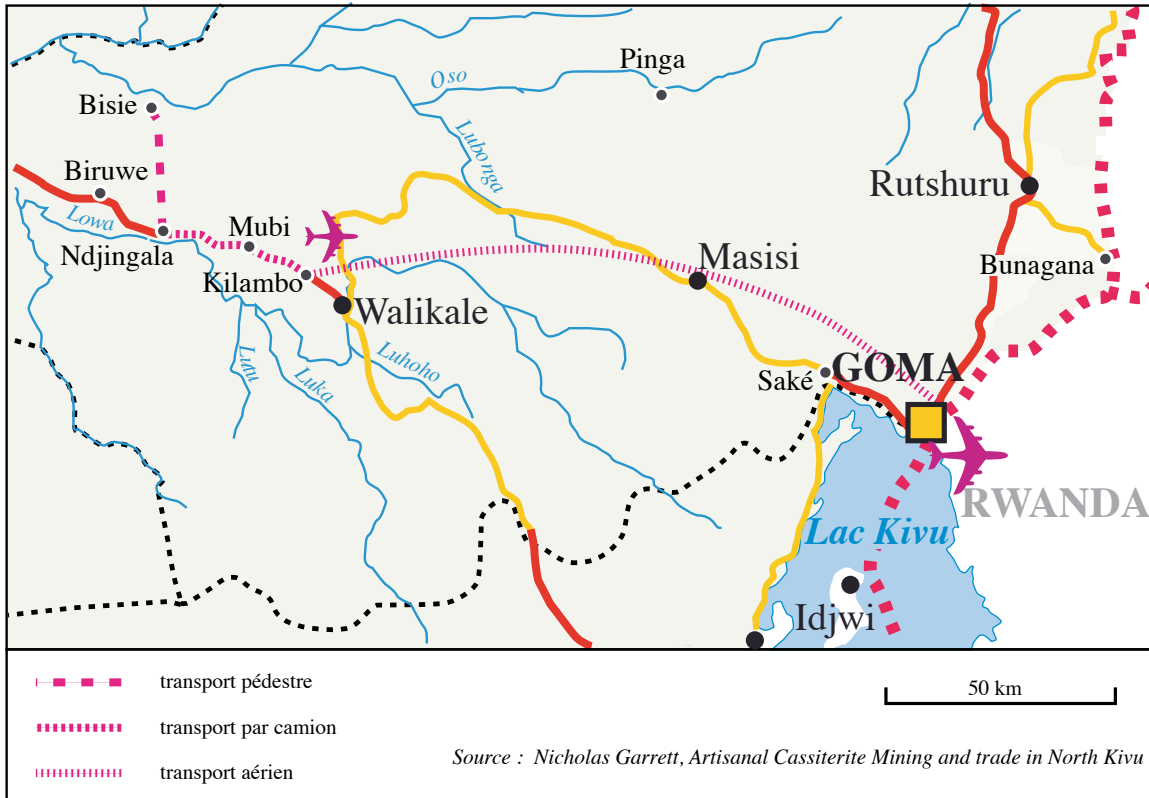 Pinga
Oso
Bisie
Lubonga
Biruwe
Rutshuru
Lowa
Mubi
Ndjingala
Masisi
Bunagana
Kilambo
Walikale
Luhoho
Lutu
Luka
Saké
GOMA
RWANDA
Lac Kivu
Idjwi
transport pédestre
50 km
transport par camion
Source : Nicholas Garrett, Artisanal Cassiterite Mining and trade in North Kivu
transport aérien